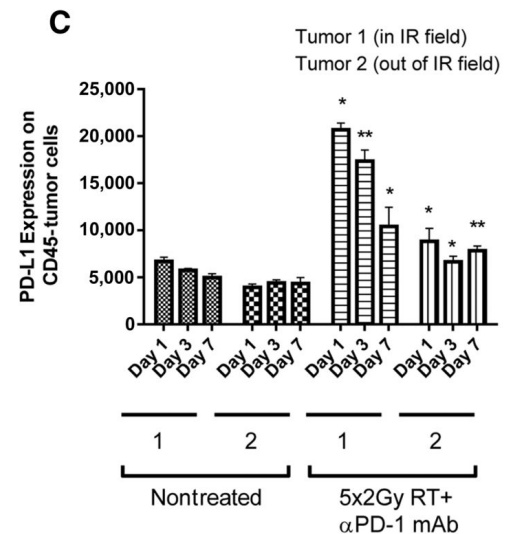 C
Tumor 1 (in IR field)
Tumor 2 (out of IR field)
PD-L1 Expression on
CD45-tumor cells
25,000
20,000
15,000
10,000
5,000
0
*
**
*
*
*
**
Day 1
Day 3
Day 7
Day 1
Day 3
Day 7
Day 1
Day 3
Day 7
Day 1
Day 3
Day 7
1
2
1
2
Nontreated
5x2Gy RT+
αPD-1 mAb